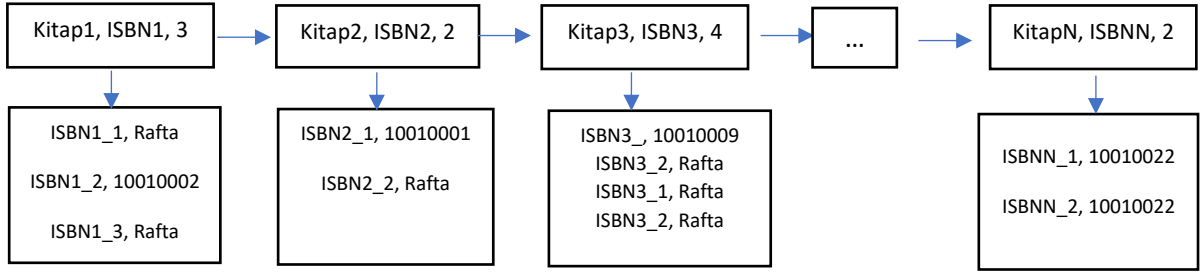 Kitap1, ISBN1, 3
Kitap2, ISBN2, 2
Kitap3, ISBN3, 4
...
KitapN, ISBNN, 2
ISBN1_1, Rafta
ISBN1_2, 10010002
ISBN1_3, Rafta
ISBN2_1, 10010001
ISBN2_2, Rafta
ISBN3_, 10010009
ISBN3_2, Rafta
ISBN3_1, Rafta
ISBN3_2, Rafta
ISBNN_1, 10010022
ISBNN_2, 10010022